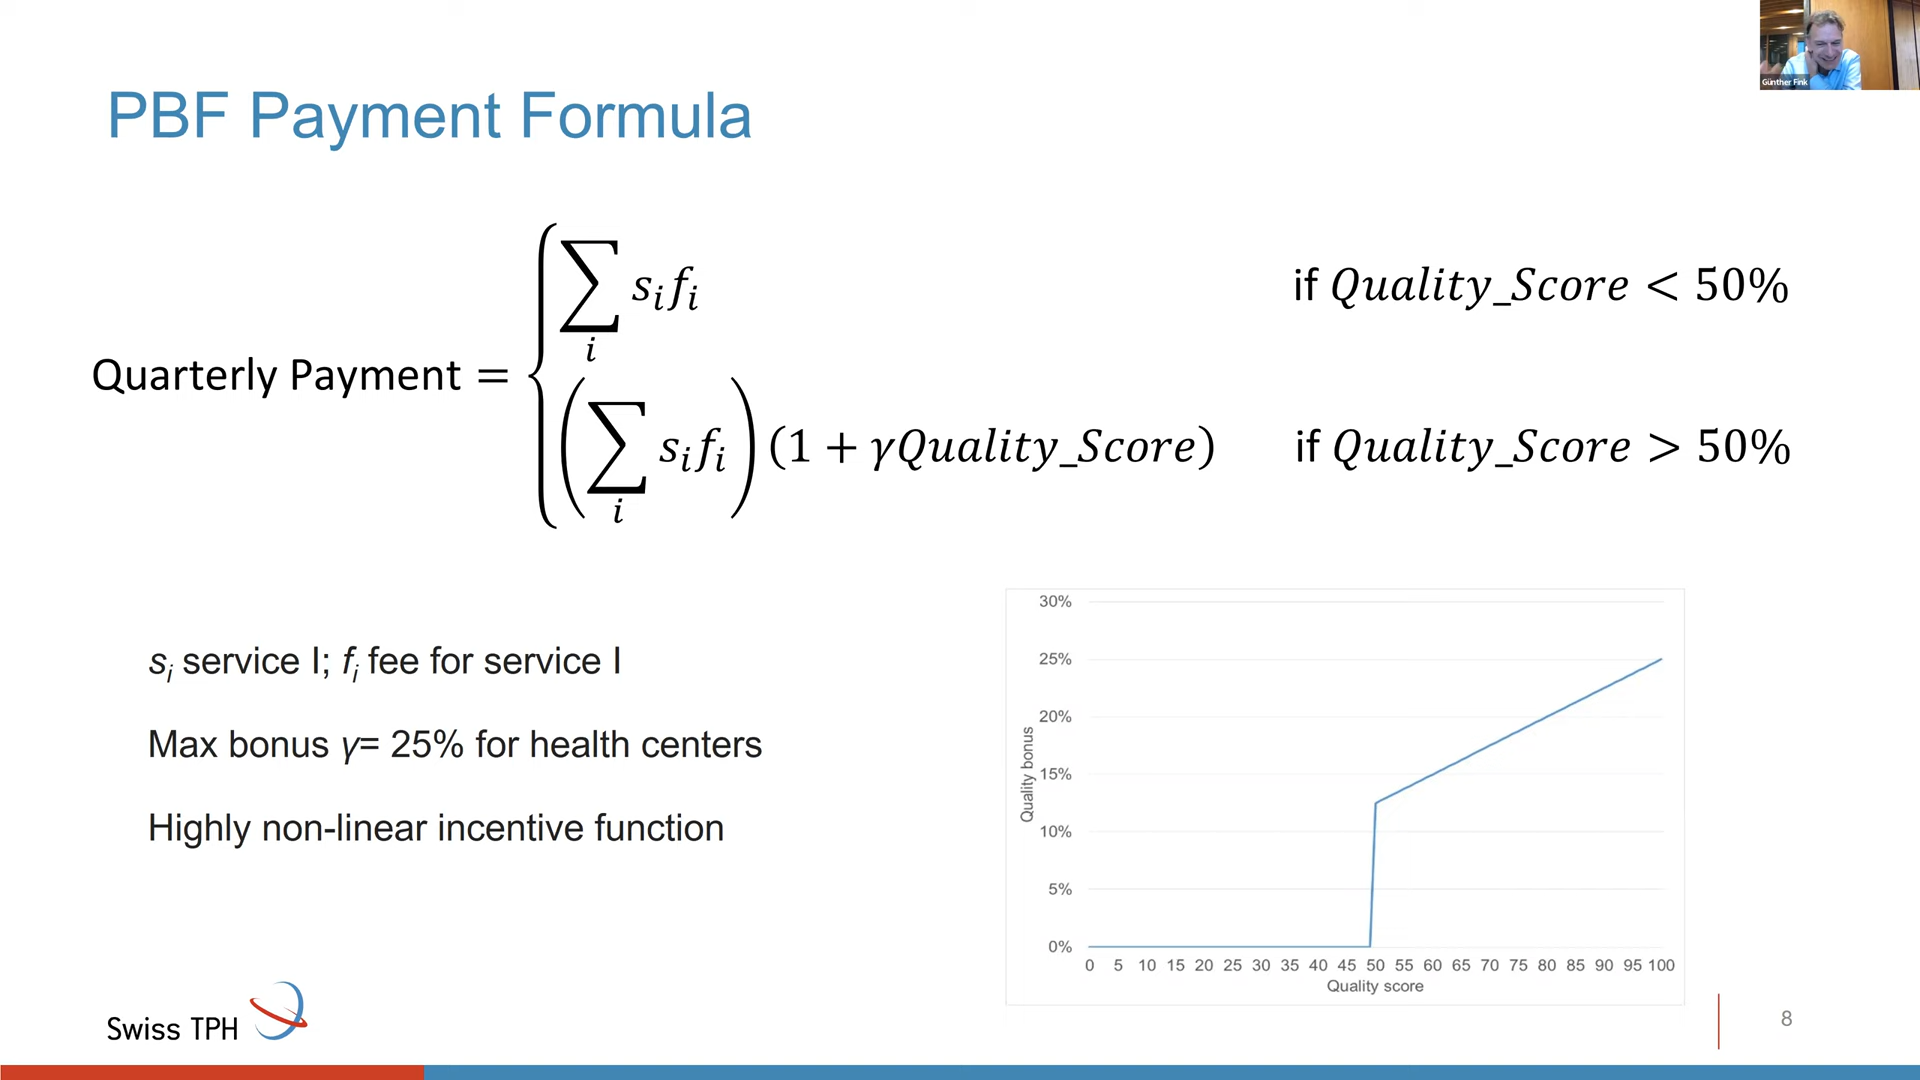 Günther Fink
PBF Payment Formula
Quarterly Payment = { ∑ᵢ sᵢfᵢ if Quality_Score < 50%
(∑ᵢ sᵢfᵢ) (1 + γQuality_Score) if Quality_Score > 50%
sᵢ service I; fᵢ fee for service I
Max bonus γ= 25% for health centers
Highly non-linear incentive function
30%
25%
20%
15%
10%
5%
0%
Quality bonus
0 5 10 15 20 25 30 35 40 45 50 55 60 65 70 75 80 85 90 95 100
Quality score
Swiss TPH
8